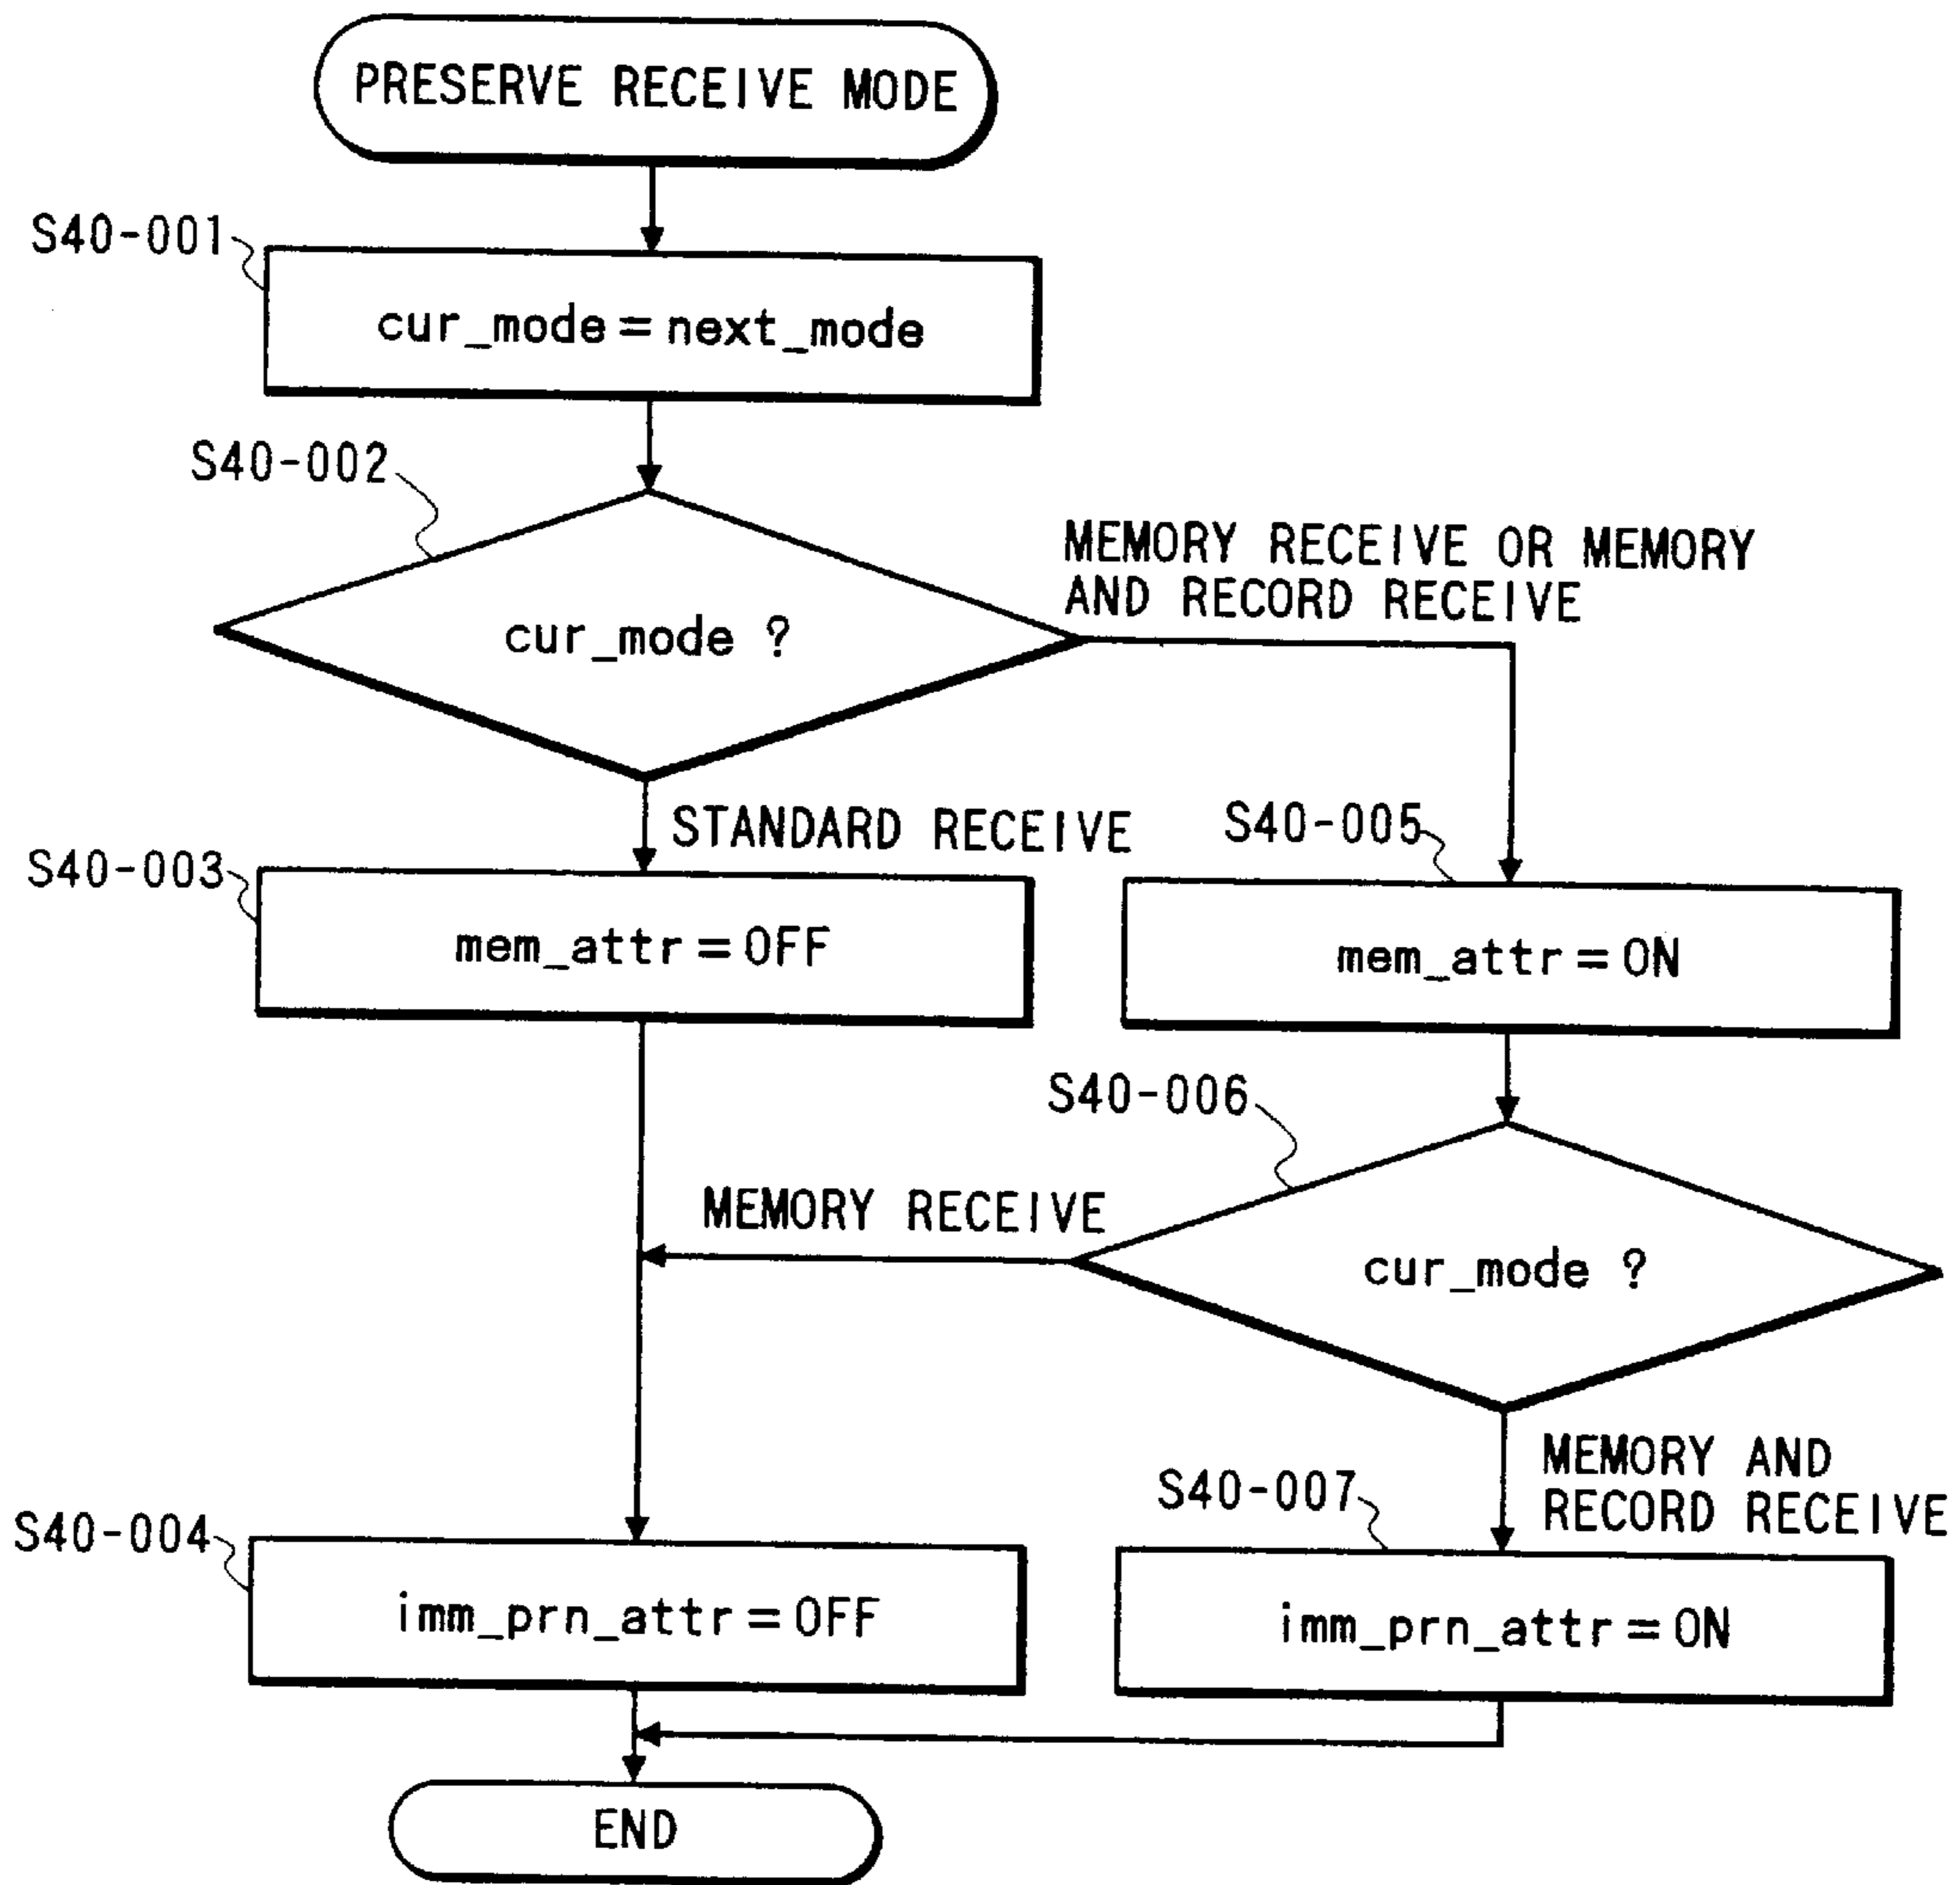 PRESERVE RECEIVE MODE
S40-001
cur_mode = next_mode
S40-002
MEMORY RECEIVE OR MEMORY
AND RECORD RECEIVE
cur_mode ?
STANDARD RECEIVE
S40-005
S40-003
mem_attr = OFF
mem_attr = ON
S40-006
MEMORY RECEIVE
cur_mode ?
MEMORY AND
RECORD RECEIVE
S40-007
S40-004
imm_prn_attr = OFF
imm_prn_attr = ON
END